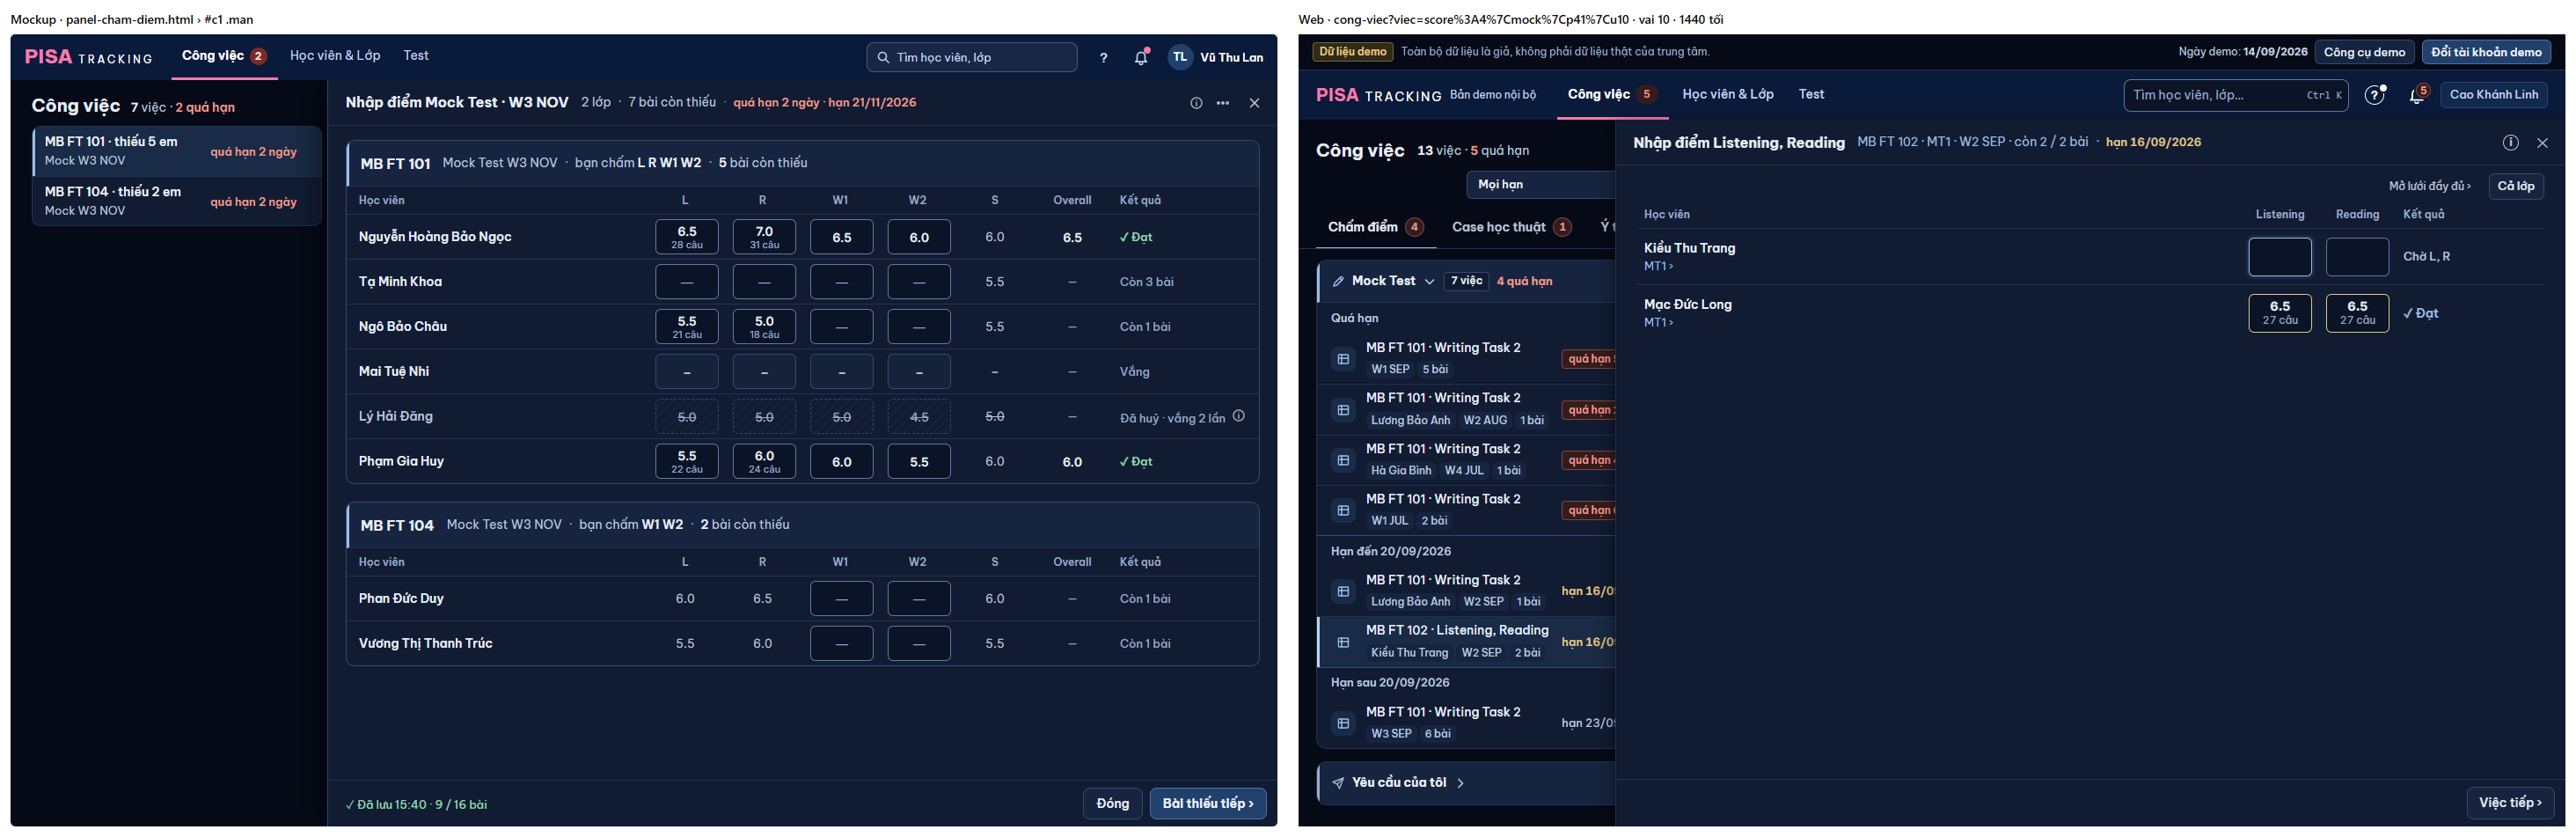 Mockup · panel-cham-diem.html › #c1 .man
PISA TRACKING Công việc 2 Học viên & Lớp Test Tìm học viên, lớp ? TL Vũ Thu Lan
Công việc 7 việc · 2 quá hạn
MB FT 101 · thiếu 5 em
Mock W3 NOV quá hạn 2 ngày
MB FT 104 · thiếu 2 em
Mock W3 NOV quá hạn 2 ngày
Nhập điểm Mock Test · W3 NOV 2 lớp · 7 bài còn thiếu · quá hạn 2 ngày · hạn 21/11/2026
MB FT 101 Mock Test W3 NOV · bạn chấm L R W1 W2 · 5 bài còn thiếu
Học viên L R W1 W2 S Overall Kết quả
Nguyễn Hoàng Bảo Ngọc 6.5 28 câu 7.0 31 câu 6.5 6.0 6.0 6.5 ✓ Đạt
Tạ Minh Khoa — — — — 5.5 — Còn 3 bài
Ngô Bảo Châu 5.5 21 câu 5.0 18 câu — — 5.5 — Còn 1 bài
Mai Tuệ Nhi – – – – – — Vắng
Lý Hải Đăng 5.0 5.0 5.0 4.5 5.0 — Đã huỷ · vắng 2 lần
Phạm Gia Huy 5.5 22 câu 6.0 24 câu 6.0 5.5 6.0 6.0 ✓ Đạt
MB FT 104 Mock Test W3 NOV · bạn chấm W1 W2 · 2 bài còn thiếu
Học viên L R W1 W2 S Overall Kết quả
Phan Đức Duy 6.0 6.5 — — 6.0 — Còn 1 bài
Vương Thị Thanh Trúc 5.5 6.0 — — 5.5 — Còn 1 bài
✓ Đã lưu 15:40 · 9 / 16 bài Đóng Bài thiếu tiếp ›
Web · cong-viec?viec=score%3A4%7Cmock%7Cp41%7Cu10 · vai 10 · 1440 tối
Dữ liệu demo Toàn bộ dữ liệu là giả, không phải dữ liệu thật của trung tâm. Ngày demo: 14/09/2026 Công cụ demo Đổi tài khoản demo
PISA TRACKING Bản demo nội bộ Công việc 5 Học viên & Lớp Test Tìm học viên, lớp... Ctrl K ? 5 Cao Khánh Linh
Công việc 13 việc · 5 quá hạn
Mọi hạn
Chấm điểm 4 Case học thuật 1 Ý t
Mock Test 7 việc 4 quá hạn
Quá hạn
MB FT 101 · Writing Task 2
W1 SEP 5 bài quá hạn
MB FT 101 · Writing Task 2
Lương Bảo Anh W2 AUG 1 bài quá hạn
MB FT 101 · Writing Task 2
Hà Gia Bình W4 JUL 1 bài quá hạn
MB FT 101 · Writing Task 2
W1 JUL 2 bài quá hạn
Hạn đến 20/09/2026
MB FT 101 · Writing Task 2
Lương Bảo Anh W2 SEP 1 bài hạn 16/0
MB FT 102 · Listening, Reading
Kiều Thu Trang W2 SEP 2 bài hạn 16/0
Hạn sau 20/09/2026
MB FT 101 · Writing Task 2
W3 SEP 6 bài hạn 23/0
Yêu cầu của tôi
Nhập điểm Listening, Reading MB FT 102 · MT1 · W2 SEP · còn 2 / 2 bài · hạn 16/09/2026
Mở lưới đầy đủ › Cả lớp
Học viên Listening Reading Kết quả
Kiều Thu Trang
MT1 › Chờ L, R
Mạc Đức Long
MT1 › 6.5 27 câu 6.5 27 câu ✓ Đạt
Việc tiếp ›